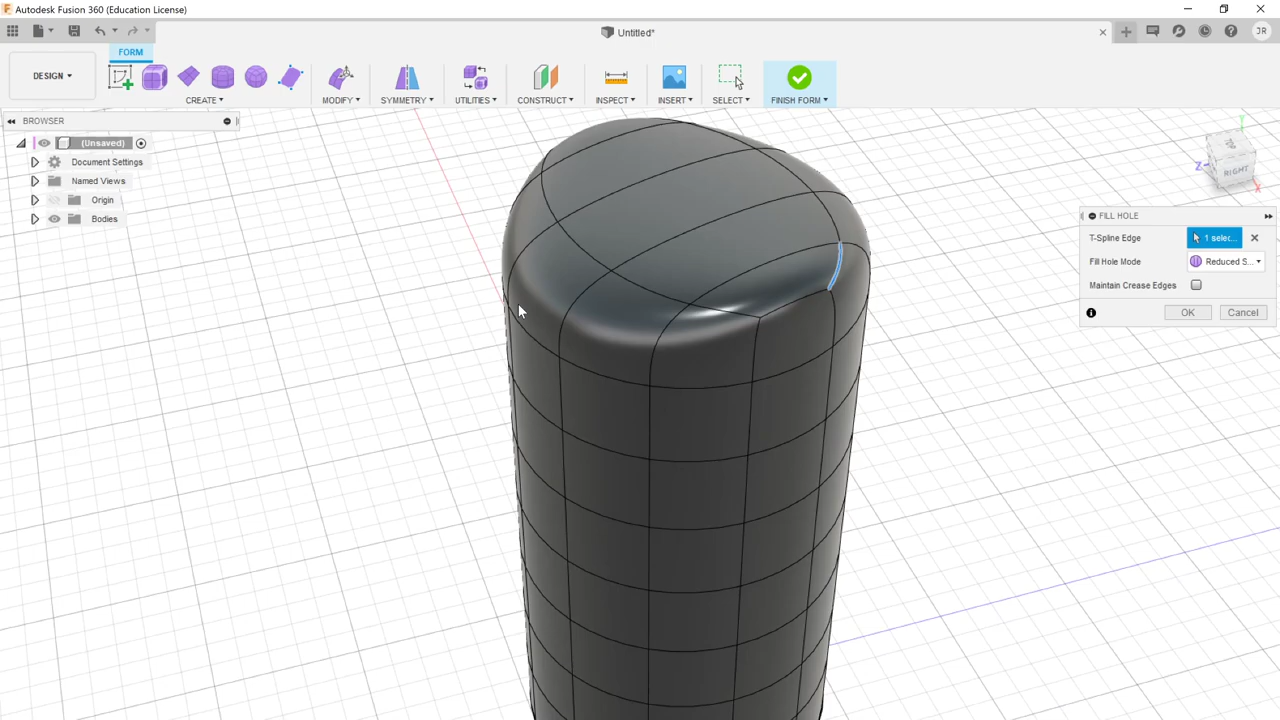 Autodesk Fusion 360 (Education License)
Untitled*
JR
FORM
DESIGN
CREATE
MODIFY
SYMMETRY
UTILITIES
CONSTRUCT
INSPECT
INSERT
SELECT
FINISH FORM
BROWSER
(Unsaved)
Document Settings
Named Views
Origin
Bodies
Y
Z
RIGHT
X
FILL HOLE
T-Spline Edge
1 selec...
Fill Hole Mode
Reduced S...
Maintain Crease Edges
OK
Cancel